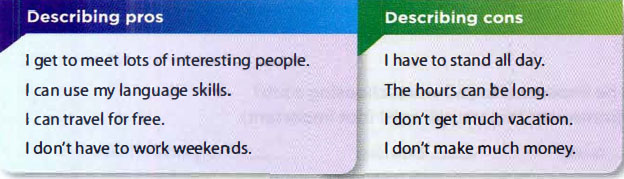 Describing pros
I get to meet lots of interesting people.
I can use my language skills.
I can travel for free.
I don't have to work weekends.
Describing cons
I have to stand all day.
The hours can be long.
I don't get much vacation.
I don't make much money.